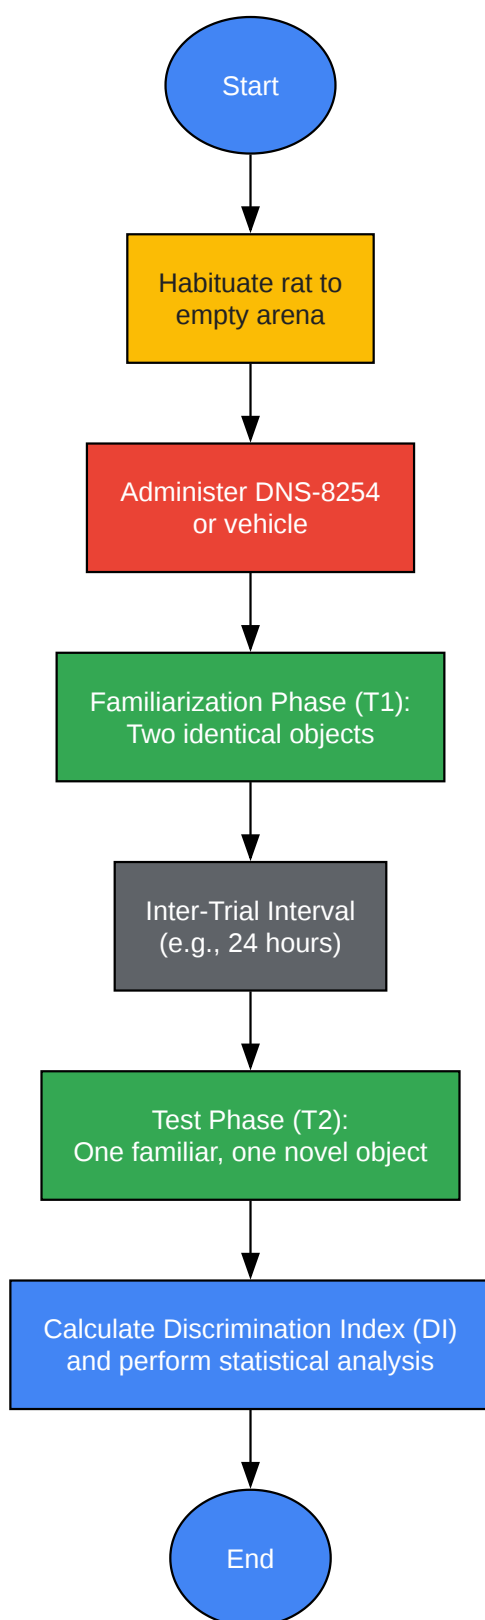 Start
Habituate rat to
empty arena
Administer DNS-8254
or vehicle
Familiarization Phase (T1):
Two identical objects
Inter-Trial Interval
(e.g., 24 hours)
Test Phase (T2):
One familiar, one novel object
Calculate Discrimination Index (DI)
and perform statistical analysis
End